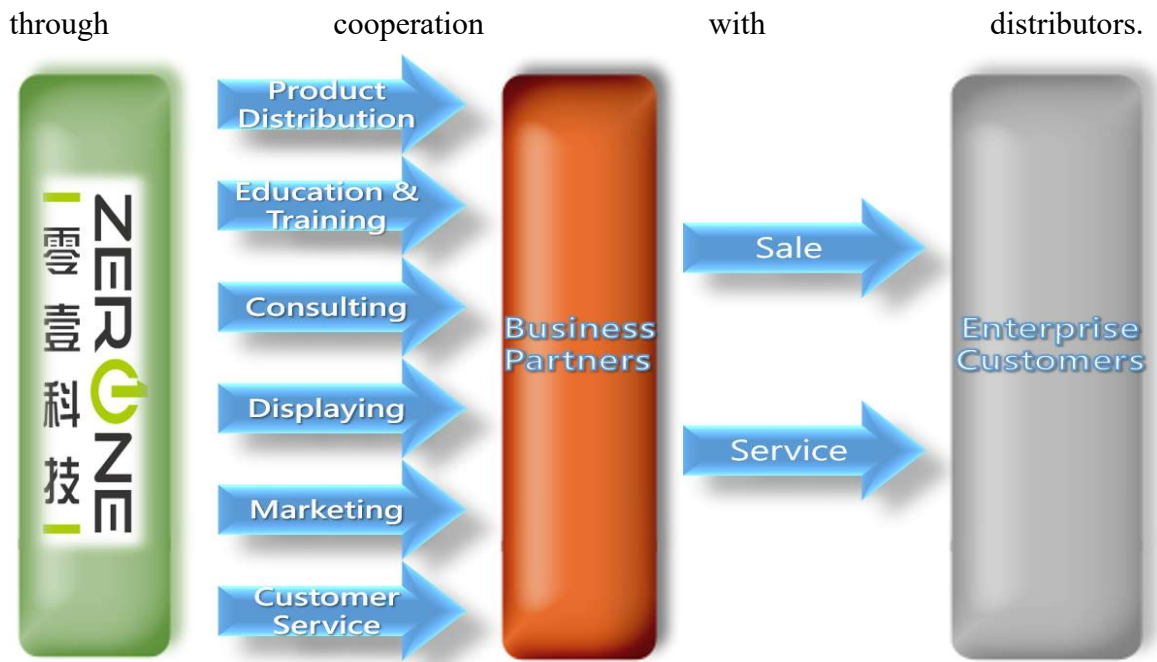 through cooperation with distributors.
ZERONE
零壹科技
Product
Distribution
Education &
Training
Consulting
Displaying
Marketing
Customer
Service
Business
Partners
Sale
Service
Enterprise
Customers